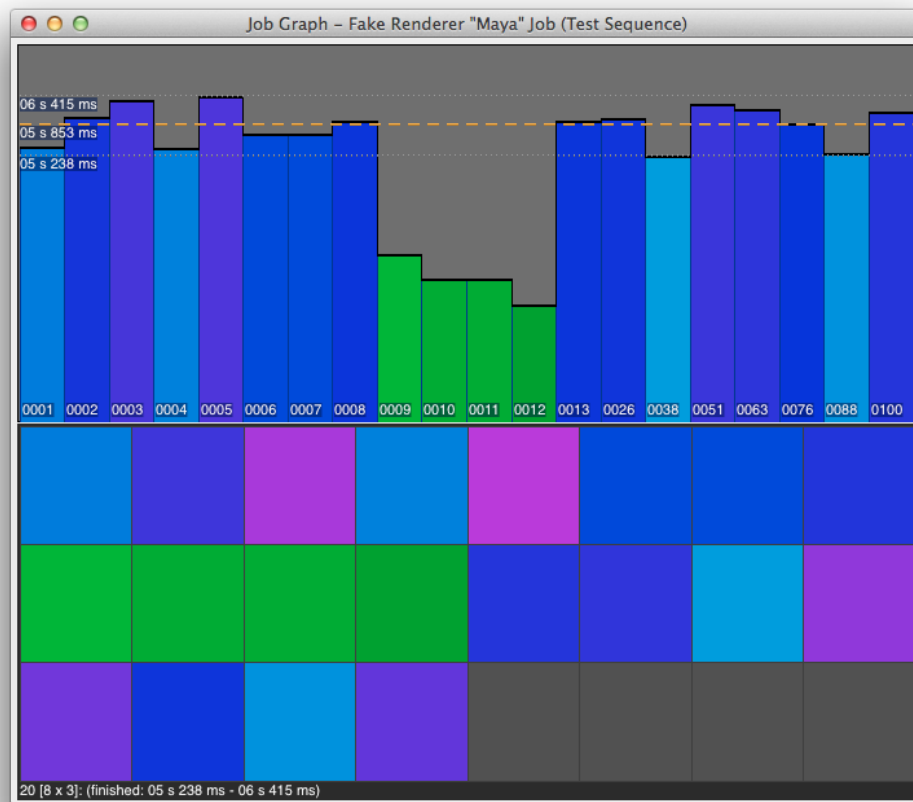 Job Graph – Fake Renderer "Maya" Job (Test Sequence)
06 s 415 ms
05 s 853 ms
05 s 238 ms
0001 0002 0003 0004 0005 0006 0007 0008 0009 0010 0011 0012 0013 0026 0038 0051 0063 0076 0088 0100
20 [8 x 3]: (finished: 05 s 238 ms - 06 s 415 ms)